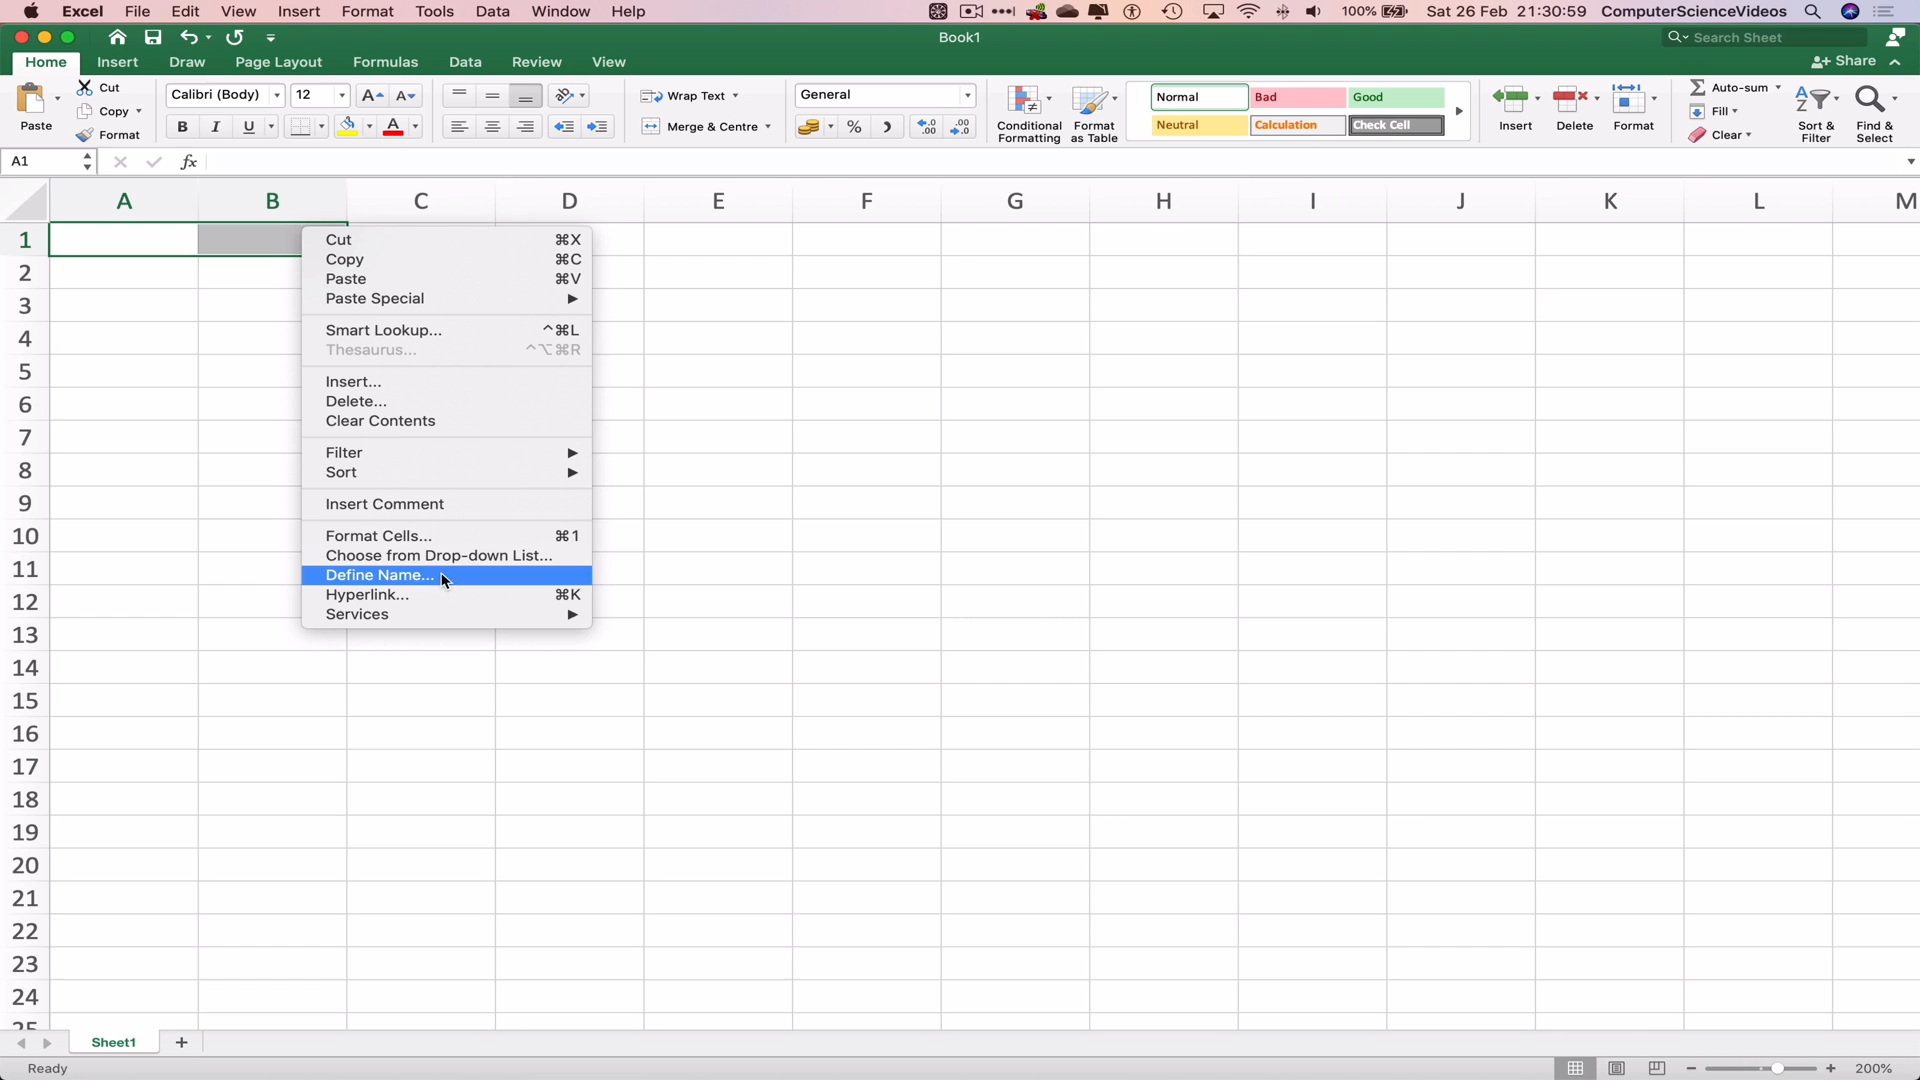 Excel File Edit View Insert Format Tools Data Window Help 100% Sat 26 Feb 21:30:59 ComputerScienceVideos
Book1 Search Sheet
Home Insert Draw Page Layout Formulas Data Review View Share
Paste Cut Copy Format
Calibri (Body) 12
B I U A
Wrap Text
Merge & Centre
General
%
Conditional Formatting
Format as Table
Normal Bad Good
Neutral Calculation Check Cell
Insert Delete Format
Auto-sum
Fill
Clear
Sort & Filter
Find & Select
A1 fx
A B C D E F G H I J K L M
1
2
3
4
5
6
7
8
9
10
11
12
13
14
15
16
17
18
19
20
21
22
23
24
25
Cut ⌘X
Copy ⌘C
Paste ⌘V
Paste Special ▶
Smart Lookup... ^⌘L
Thesaurus... ^⌥⌘R
Insert...
Delete...
Clear Contents
Filter ▶
Sort ▶
Insert Comment
Format Cells... ⌘1
Choose from Drop-down List...
Define Name...
Hyperlink... ⌘K
Services ▶
Sheet1 +
Ready 200%